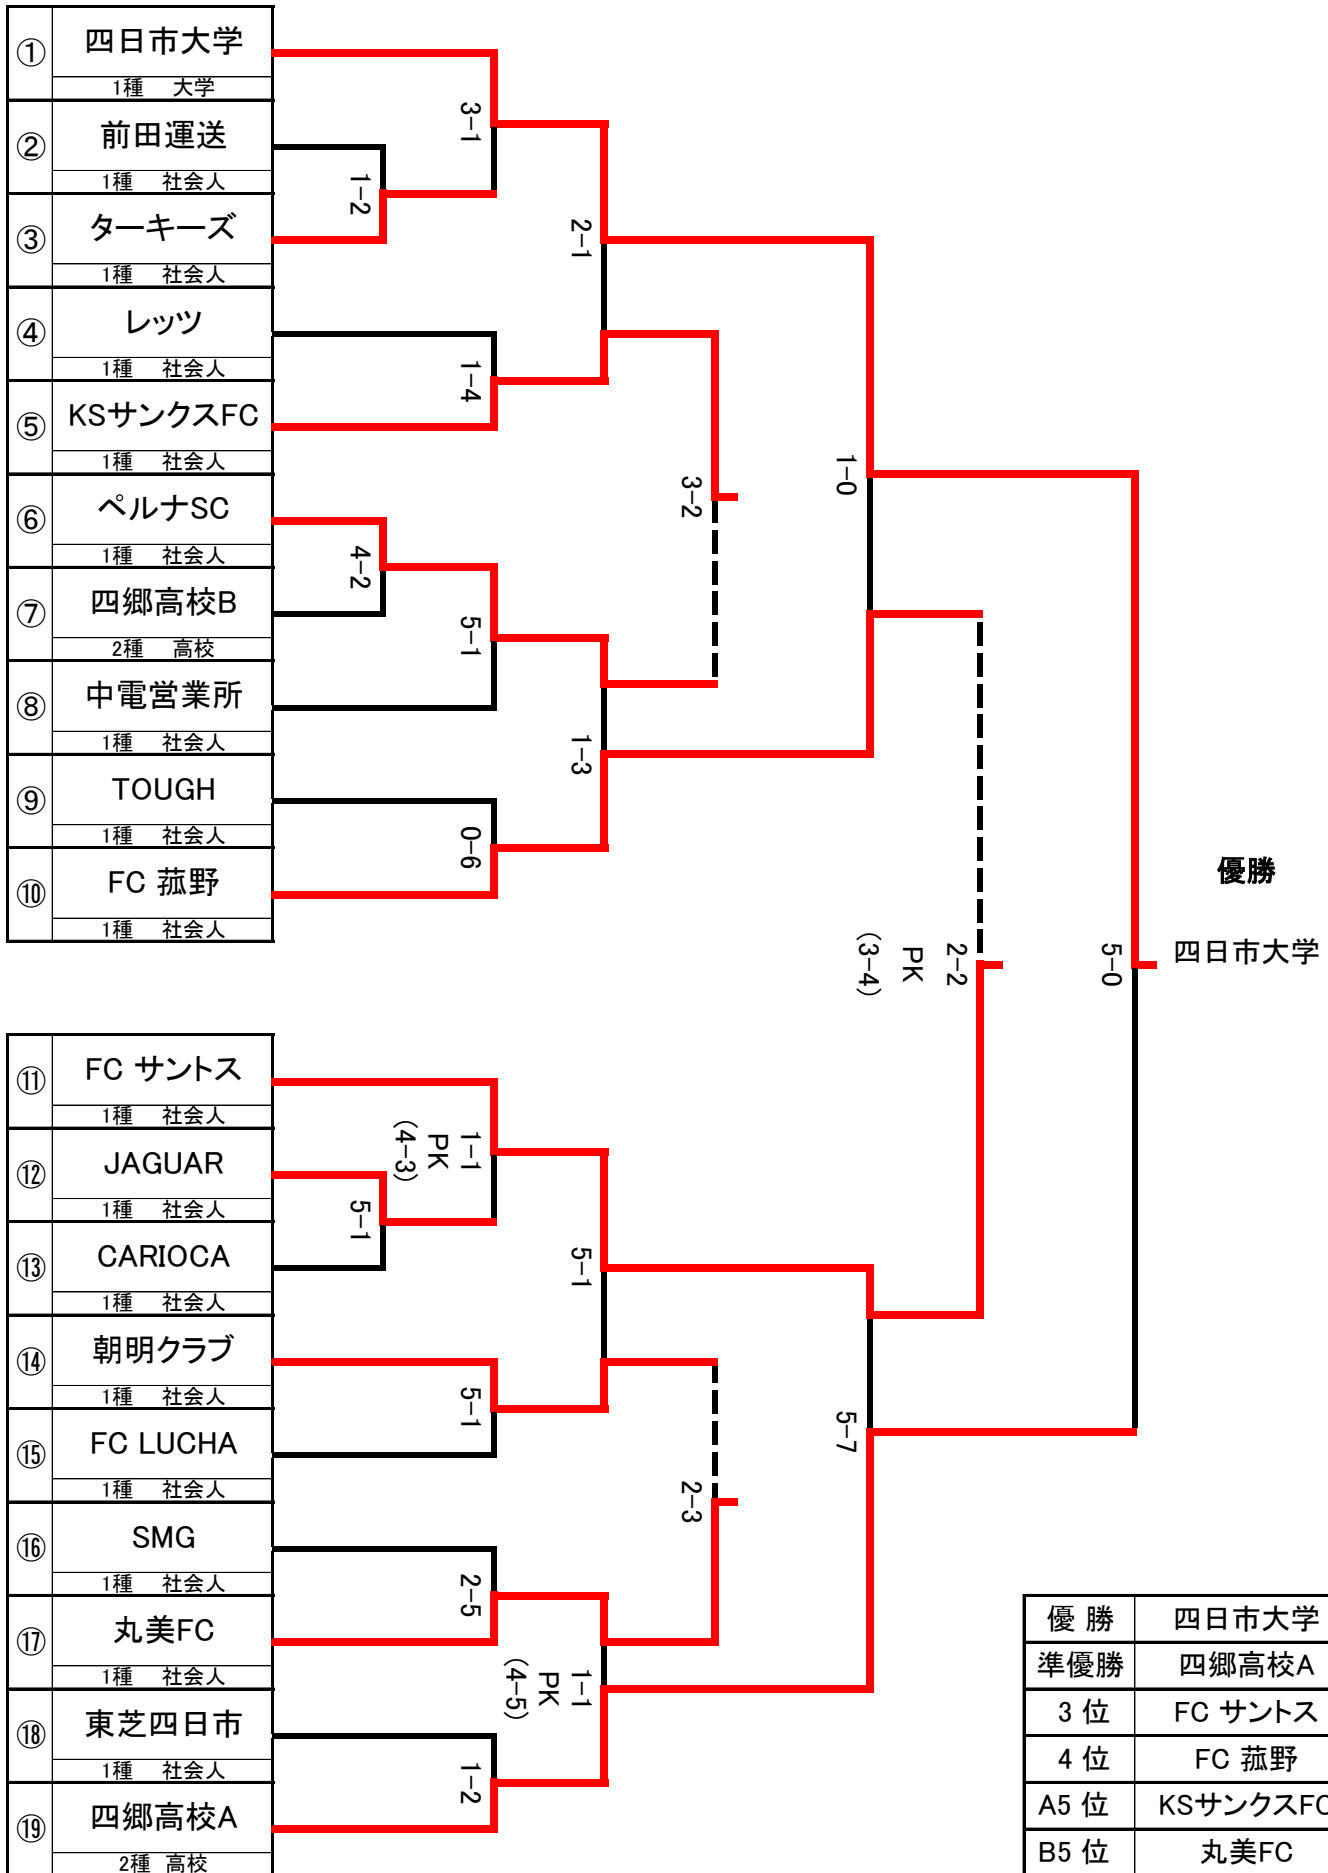 ① 四日市大学
1種 大学
② 前田運送
1種 社会人
③ ターキーズ
1種 社会人
④ レッツ
1種 社会人
⑤ KSサンクスFC
1種 社会人
⑥ ペルナSC
1種 社会人
⑦ 四郷高校B
2種 高校
⑧ 中電営業所
1種 社会人
⑨ TOUGH
1種 社会人
⑩ FC 菰野
1種 社会人
3-1
1-2
2-1
1-4
3-2
1-0
4-2
5-1
1-3
0-6
優勝
四日市大学
5-0
2-2
PK
(3-4)
⑪ FC サントス
1種 社会人
⑫ JAGUAR
1種 社会人
⑬ CARIOCA
1種 社会人
⑭ 朝明クラブ
1種 社会人
⑮ FC LUCHA
1種 社会人
⑯ SMG
1種 社会人
⑰ 丸美FC
1種 社会人
⑱ 東芝四日市
1種 社会人
⑲ 四郷高校A
2種 高校
1-1
PK
(4-3)
5-1
5-1
5-1
5-7
2-3
2-5
1-1
PK
(4-5)
1-2
優 勝 四日市大学
準優勝 四郷高校A
3 位 FC サントス
4 位 FC 菰野
A5 位 KSサンクスFC
B5 位 丸美FC